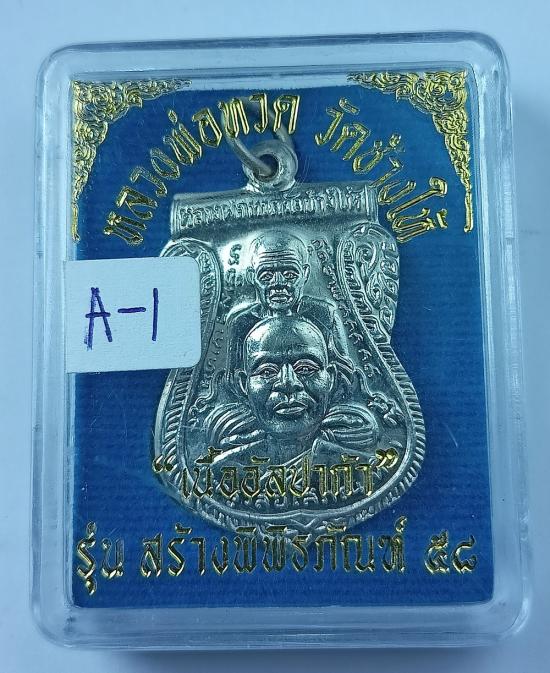 หลวงพ่อทวด วัดช้างให้
A-1
"เนื้ออัลปาก้า"
รุ่น สร้างพิพิธภัณฑ์ ๕๘